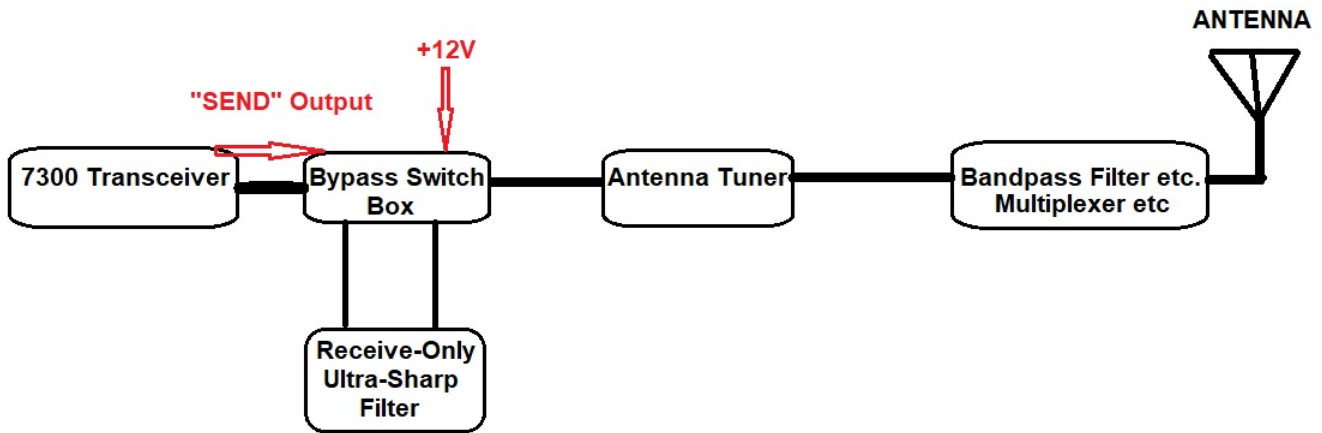 ANTENNA
+12V
"SEND" Output
7300 Transceiver
Bypass Switch
Box
Antenna Tuner
Bandpass Filter etc.
Multiplexer etc
Receive-Only
Ultra-Sharp
Filter